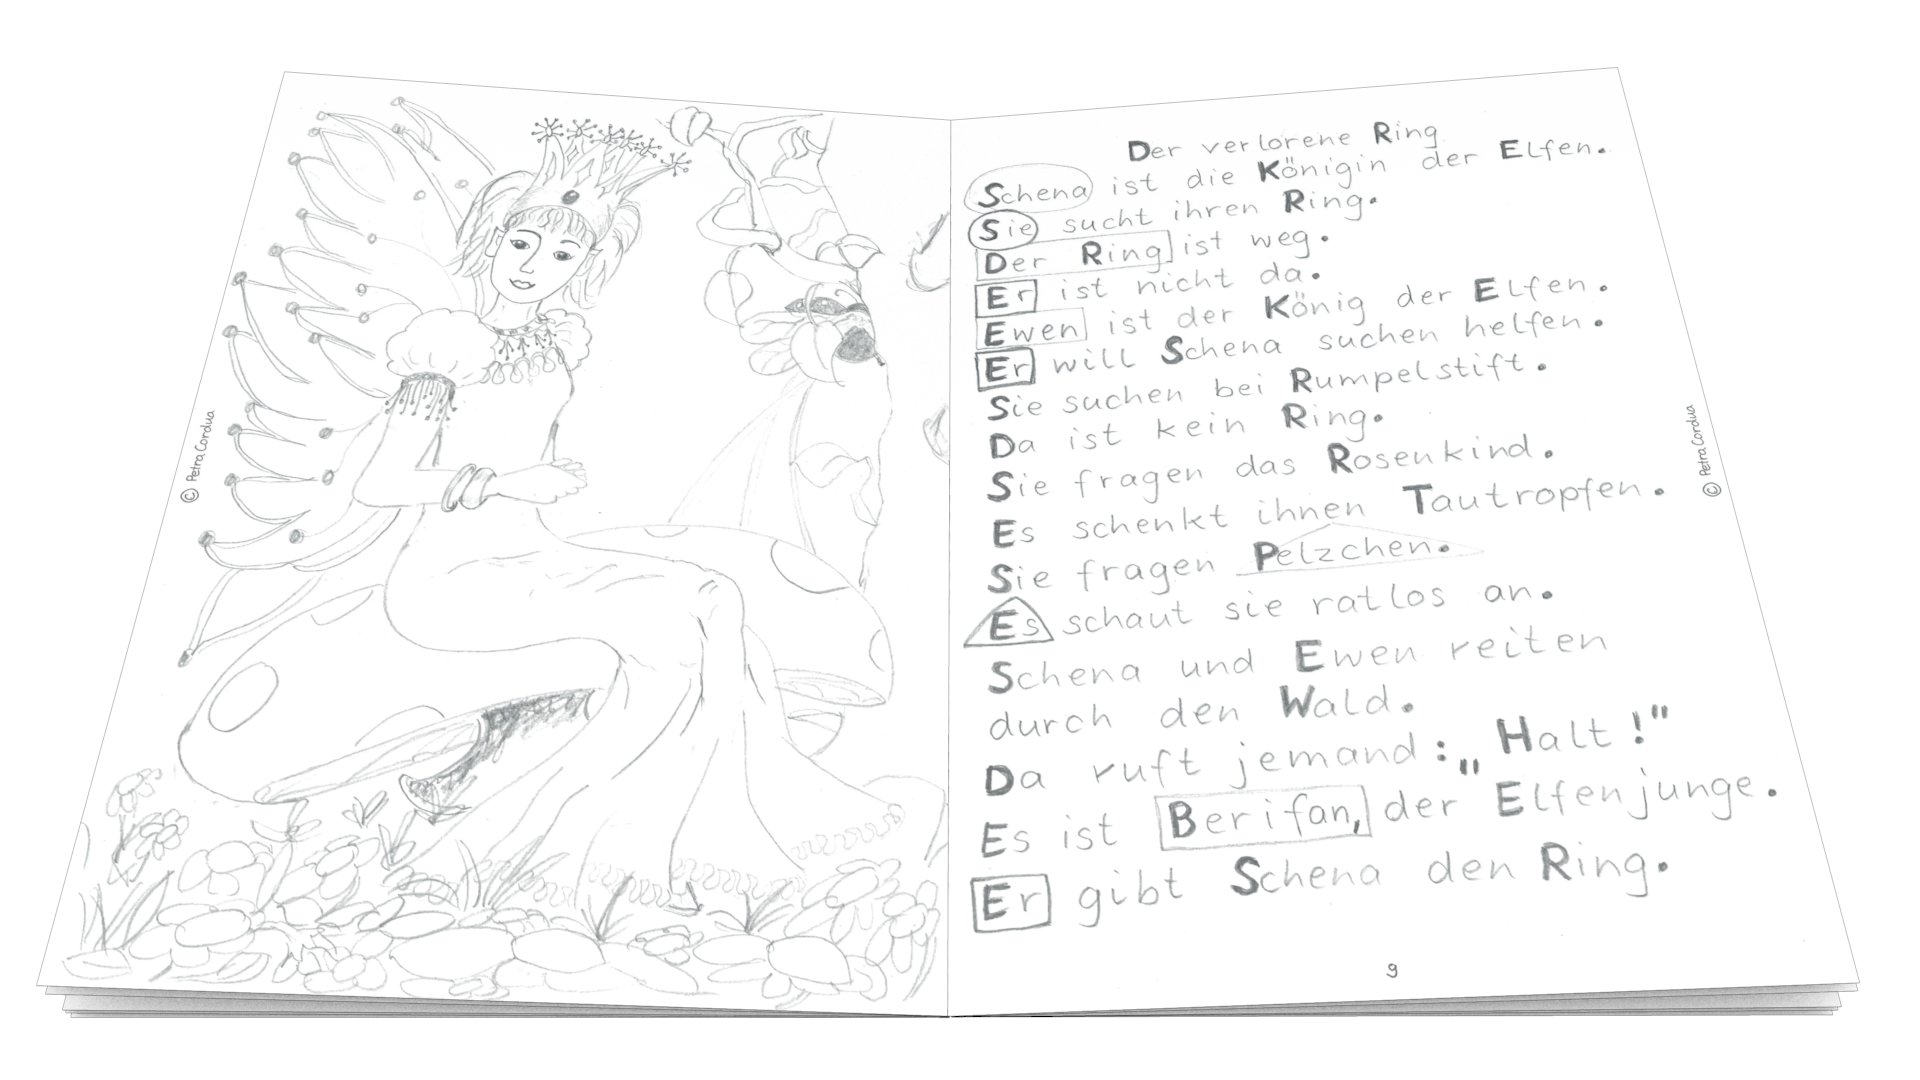 © Petra Cordua
Der verlorene Ring
Schena ist die Königin der Elfen.
Sie sucht ihren Ring.
Der Ring ist weg.
Er ist nicht da.
Ewen ist der König der Elfen.
Er will Schena suchen helfen.
Sie suchen bei Rumpelstift.
Da ist kein Ring.
Sie fragen das Rosenkind.
Es schenkt ihnen Tautropfen.
Sie fragen Pelzchen.
Es schaut sie ratlos an.
Schena und Ewen reiten
durch den Wald.
Da ruft jemand: „Halt!"
Es ist Berifan, der Elfenjunge.
Er gibt Schena den Ring.
9
© Petra Cordua